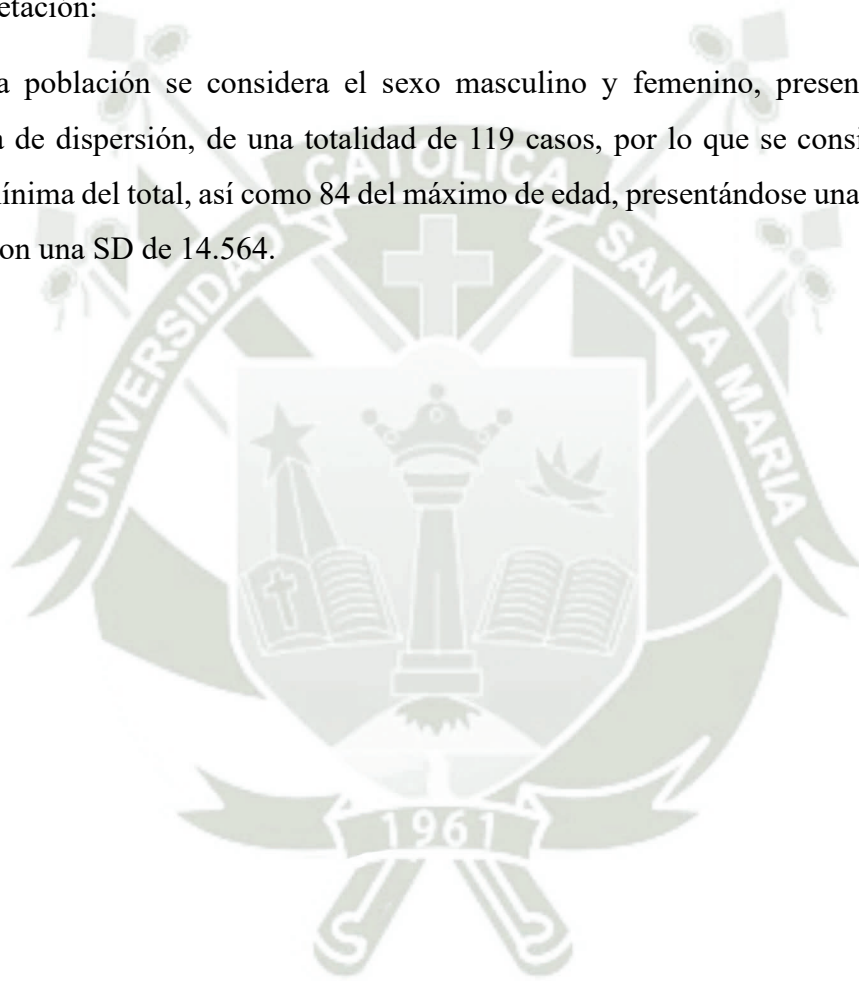 etación:
a población se considera el sexo masculino y femenino, presen
a de dispersión, de una totalidad de 119 casos, por lo que se consi
ínima del total, así como 84 del máximo de edad, presentándose una
on una SD de 14.564.
UNIVERSIDAD CATOLICA SANTA MARIA
1961